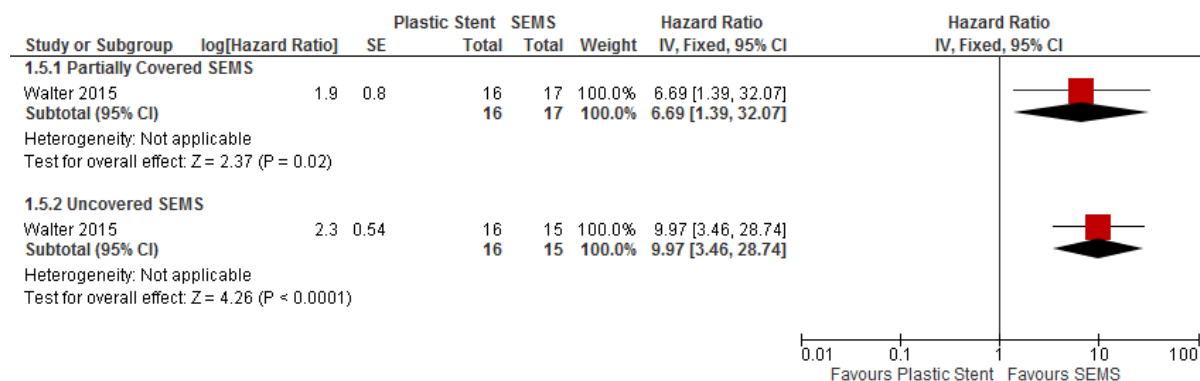 Plastic Stent SEMS Hazard Ratio Hazard Ratio
Study or Subgroup log[Hazard Ratio] SE Total Total Weight IV, Fixed, 95% CI IV, Fixed, 95% CI
1.5.1 Partially Covered SEMS
Walter 2015 1.9 0.8 16 17 100.0% 6.69 [1.39, 32.07]
Subtotal (95% CI) 16 17 100.0% 6.69 [1.39, 32.07]
Heterogeneity: Not applicable
Test for overall effect: Z = 2.37 (P = 0.02)
1.5.2 Uncovered SEMS
Walter 2015 2.3 0.54 16 15 100.0% 9.97 [3.46, 28.74]
Subtotal (95% CI) 16 15 100.0% 9.97 [3.46, 28.74]
Heterogeneity: Not applicable
Test for overall effect: Z = 4.26 (P < 0.0001)
0.01 0.1 1 10 100
Favours Plastic Stent Favours SEMS